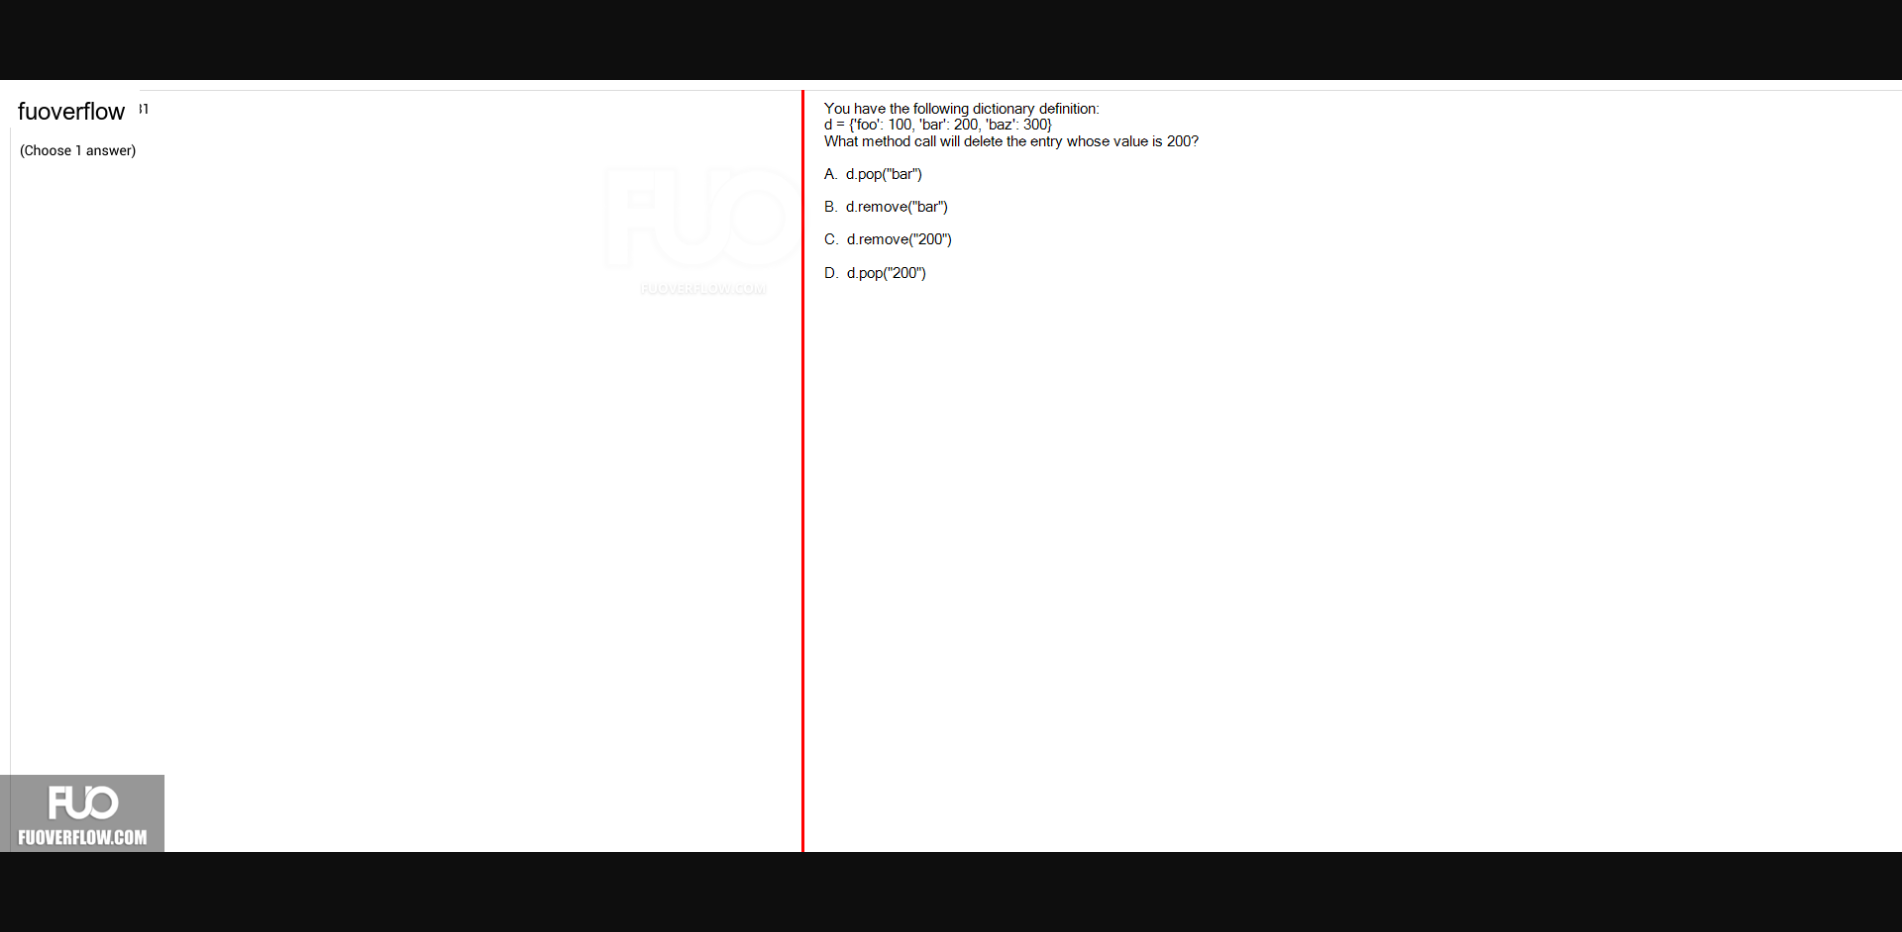 fuoverflow
31
(Choose 1 answer)
FUO
FUOVERFLOW.COM
You have the following dictionary definition:
d = {'foo': 100, 'bar': 200, 'baz': 300}
What method call will delete the entry whose value is 200?
A. d.pop("bar")
B. d.remove("bar")
C. d.remove("200")
D. d.pop("200")
FUO
FUOVERFLOW.COM